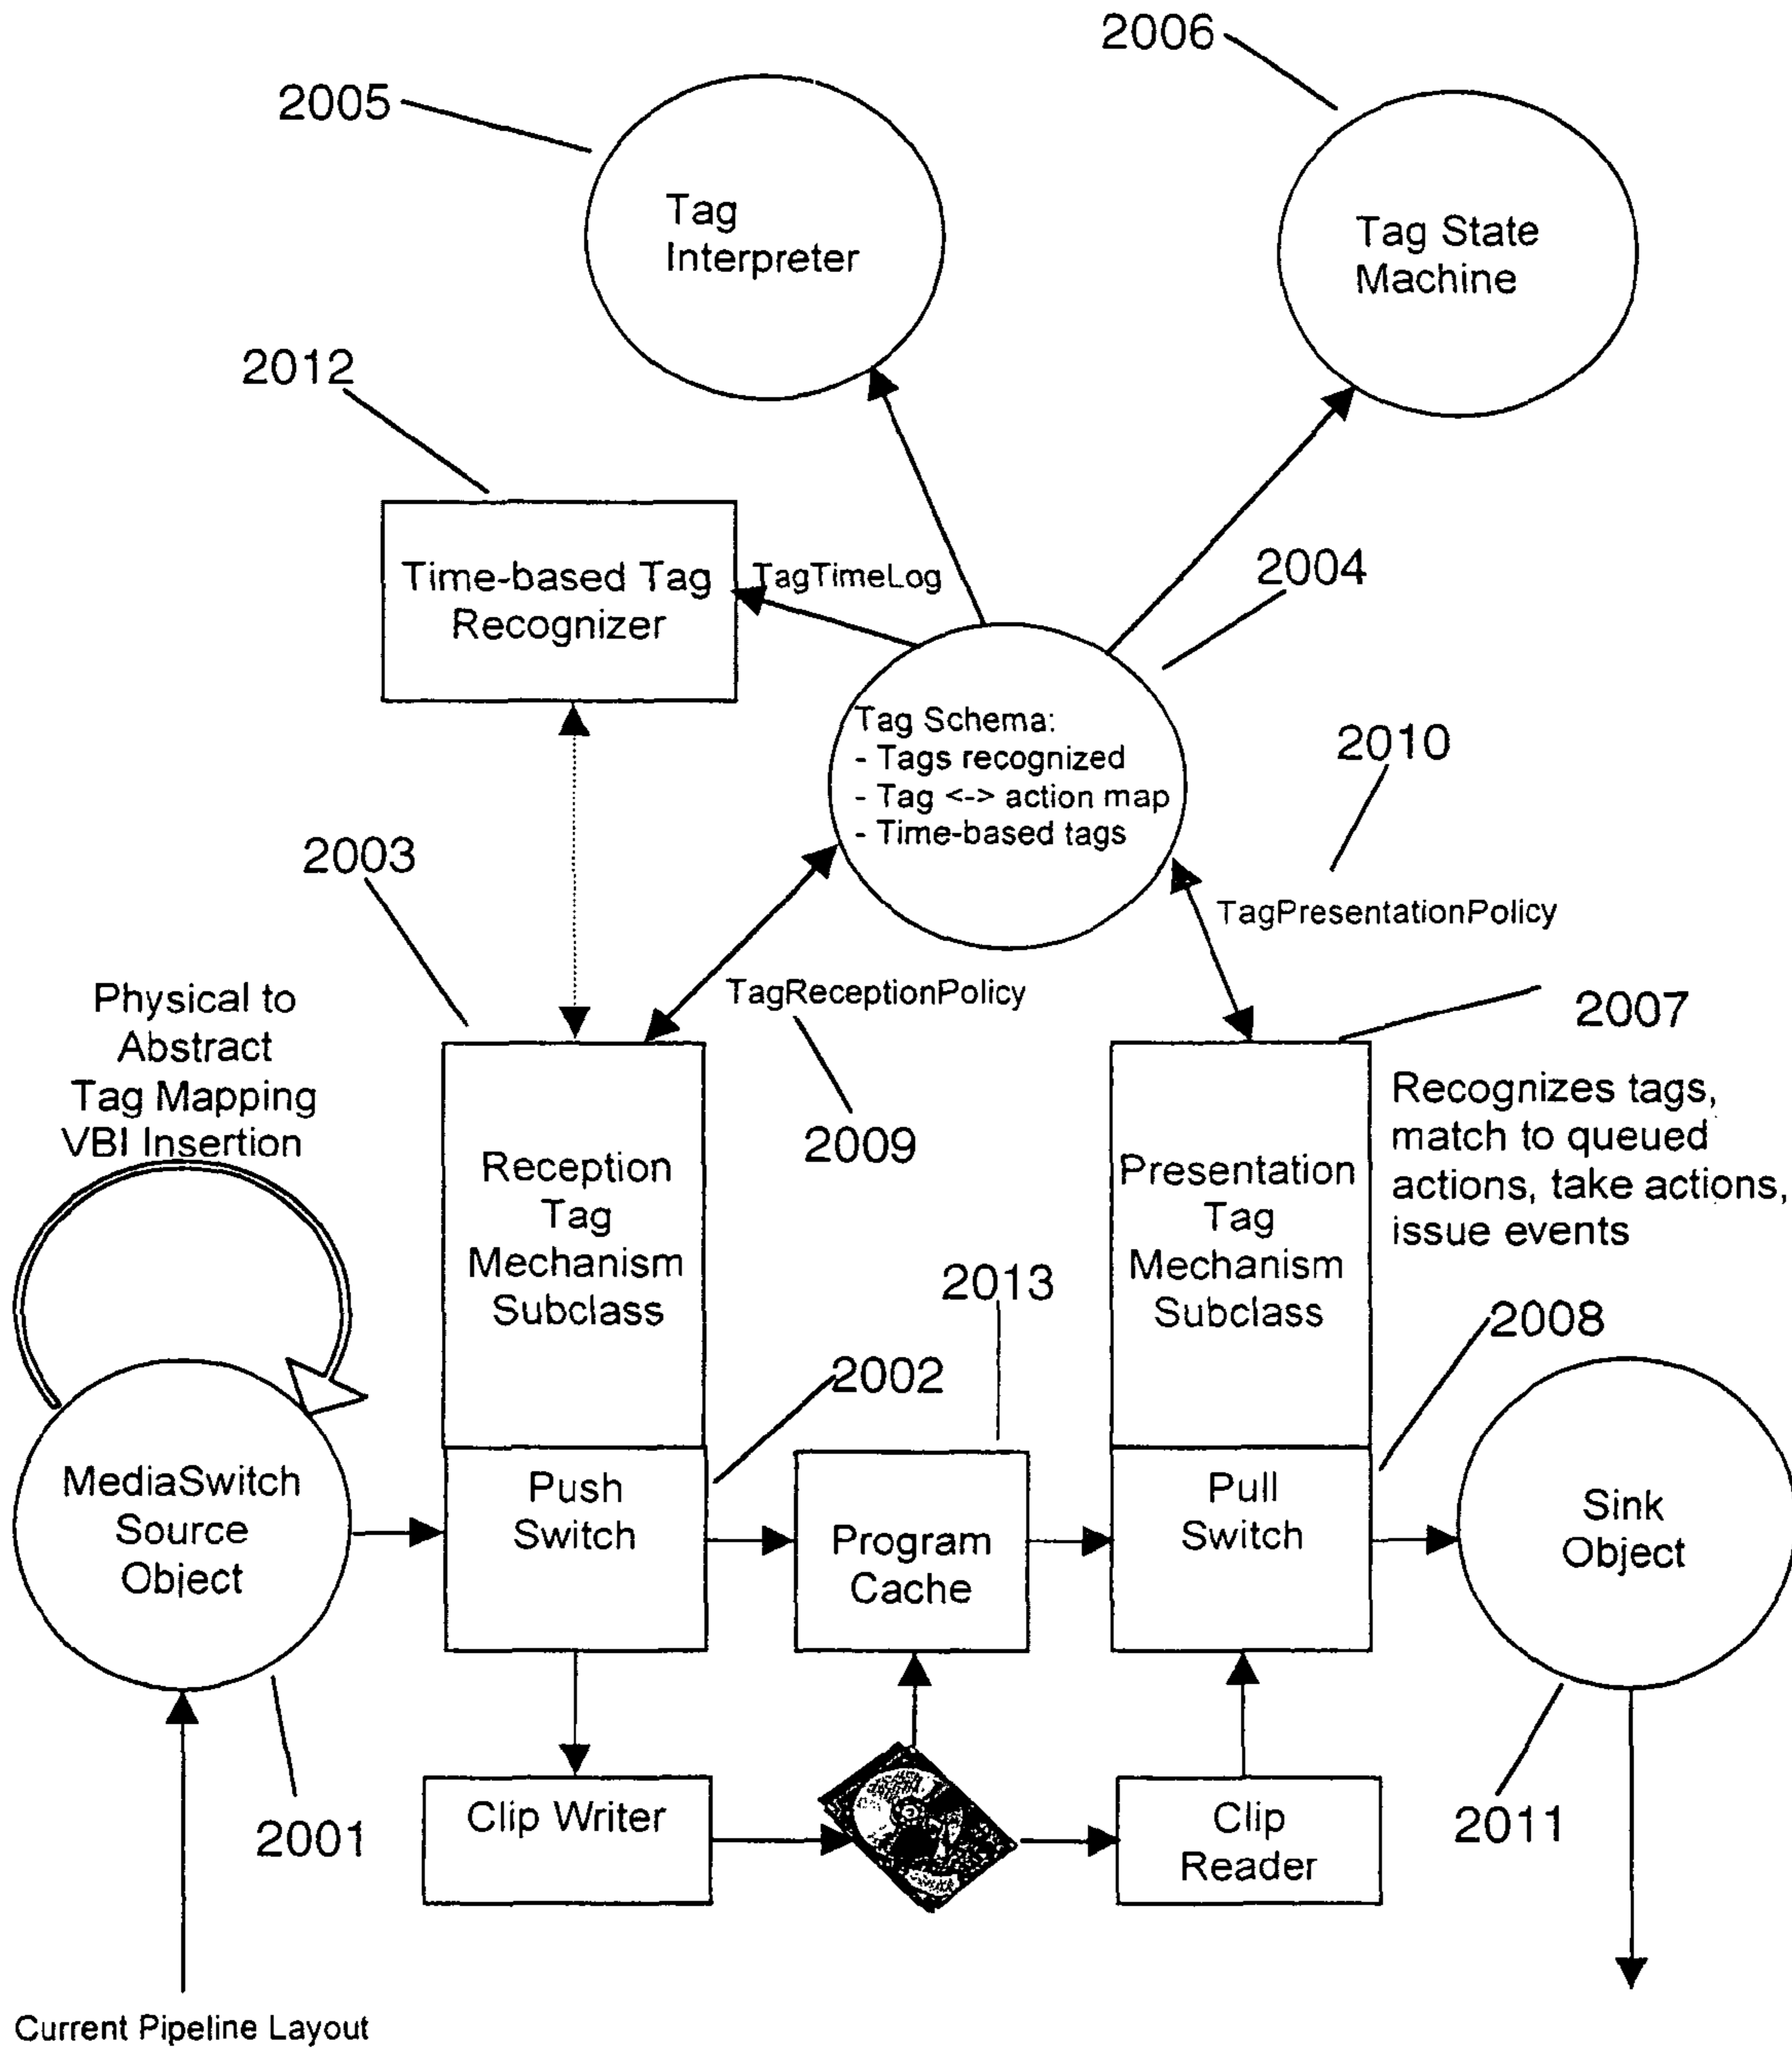 2006
2005
Tag
Interpreter
Tag State
Machine
2012
2004
Time-based Tag
Recognizer
TagTimeLog
Tag Schema:
- Tags recognized
- Tag <-> action map
- Time-based tags
2010
2003
TagPresentationPolicy
TagReceptionPolicy
2007
Physical to
Abstract
Tag Mapping
VBI Insertion
2009
Recognizes tags,
match to queued
actions, take actions,
issue events
Reception
Tag
Mechanism
Subclass
Presentation
Tag
Mechanism
Subclass
2013
2008
2002
MediaSwitch
Source
Object
Push
Switch
Program
Cache
Pull
Switch
Sink
Object
2001
Clip Writer
Clip
Reader
2011
Current Pipeline Layout